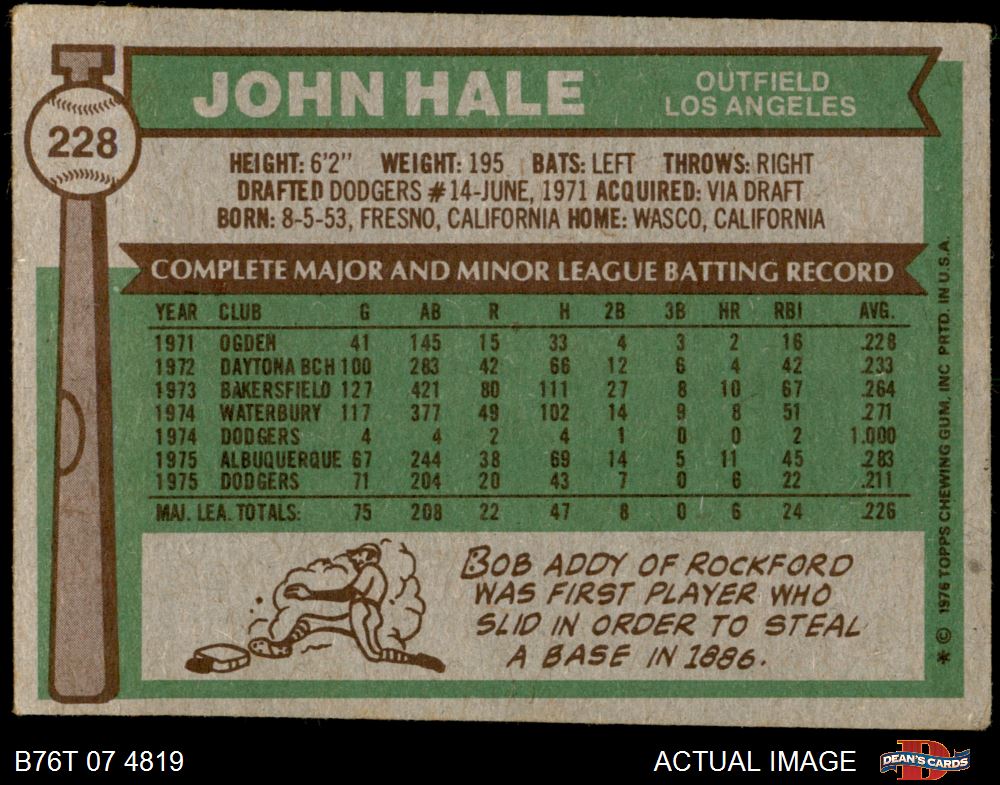 228
JOHN HALE
OUTFIELD
LOS ANGELES
HEIGHT: 6'2" WEIGHT: 195 BATS: LEFT THROWS: RIGHT
DRAFTED DODGERS #14-JUNE, 1971 ACQUIRED: VIA DRAFT
BORN: 8-5-53, FRESNO, CALIFORNIA HOME: WASCO, CALIFORNIA
COMPLETE MAJOR AND MINOR LEAGUE BATTING RECORD
YEAR CLUB G AB R H 2B 3B HR RBI AVG.
1971 OGDEN 41 145 15 33 4 3 2 16 .228
1972 DAYTONA BCH 100 283 42 66 12 6 4 42 .233
1973 BAKERSFIELD 127 421 80 111 27 8 10 67 .264
1974 WATERBURY 117 377 49 102 14 9 8 51 .271
1974 DODGERS 4 4 2 4 1 0 0 2 1.000
1975 ALBUQUERQUE 67 244 38 69 14 5 11 45 .283
1975 DODGERS 71 204 20 43 7 0 6 22 .211
MAJ. LEA. TOTALS: 75 208 22 47 8 0 6 24 .226
BOB ADDY OF ROCKFORD
WAS FIRST PLAYER WHO
SLID IN ORDER TO STEAL
A BASE IN 1886.
* © 1976 TOPPS CHEWING GUM, INC PRTD. IN U.S.A.
B76T 07 4819
ACTUAL IMAGE
D
DEAN'S CARDS